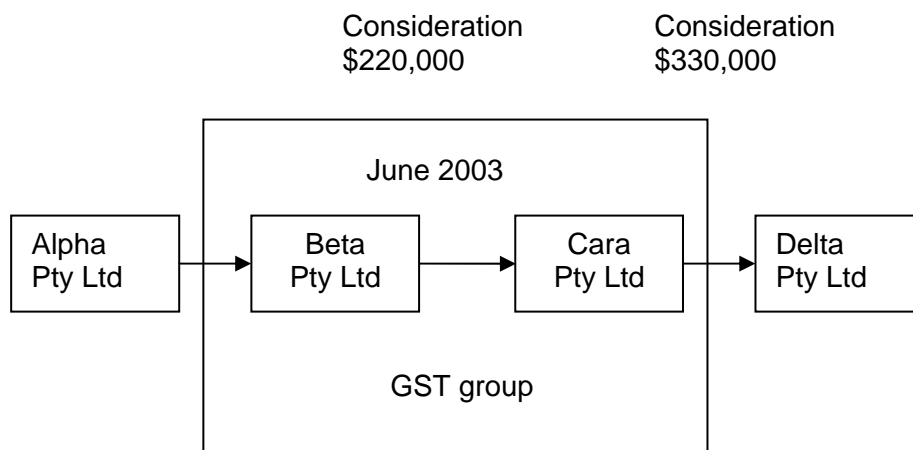 Consideration
$220,000
Consideration
$330,000
June 2003
Alpha
Pty Ltd
Beta
Pty Ltd
Cara
Pty Ltd
Delta
Pty Ltd
GST group